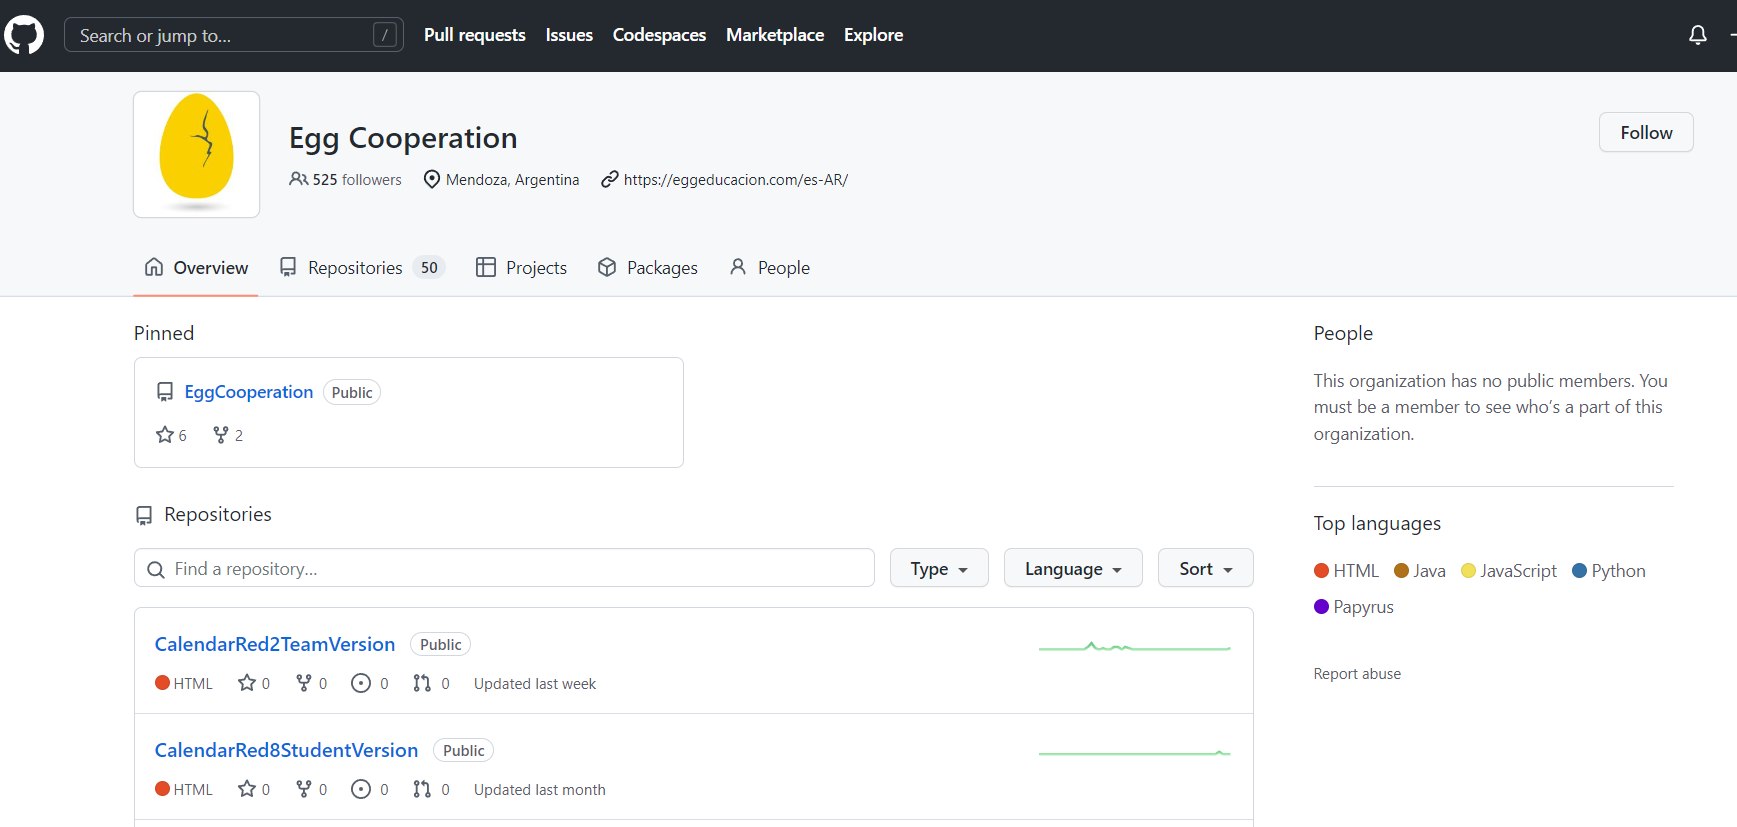 Search or jump to... /
Pull requests Issues Codespaces Marketplace Explore
Egg Cooperation
Follow
525 followers Mendoza, Argentina https://eggeducacion.com/es-AR/
Overview Repositories 50 Projects Packages People
Pinned
EggCooperation Public
6 2
Repositories
Find a repository... Type Language Sort
CalendarRed2TeamVersion Public
HTML 0 0 0 0 Updated last week
CalendarRed8StudentVersion Public
HTML 0 0 0 0 Updated last month
People
This organization has no public members. You
must be a member to see who’s a part of this
organization.
Top languages
HTML Java JavaScript Python
Papyrus
Report abuse